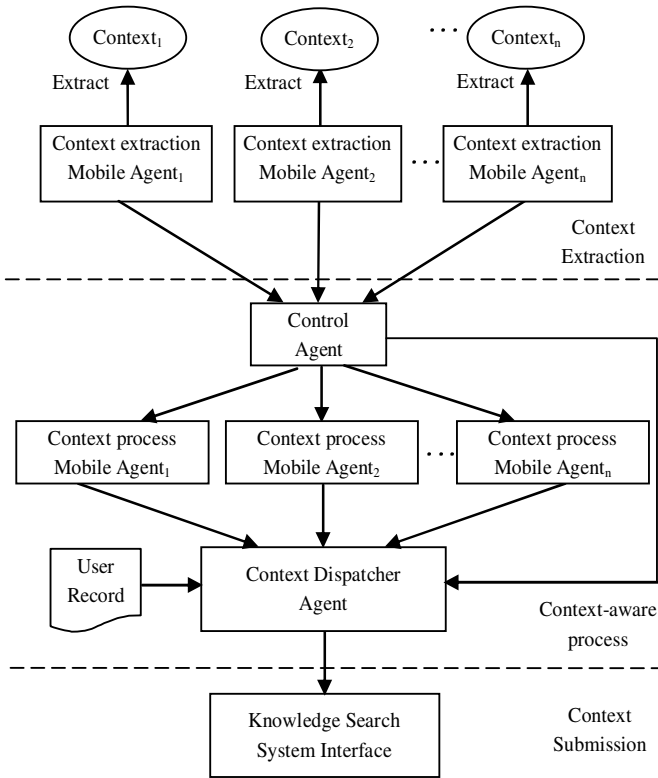 Context₁
Context₂
...
Contextₙ
Extract
Extract
Extract
Context extraction
Mobile Agent₁
Context extraction
Mobile Agent₂
...
Context extraction
Mobile Agentₙ
Context
Extraction
Control
Agent
Context process
Mobile Agent₁
Context process
Mobile Agent₂
...
Context process
Mobile Agentₙ
User
Record
Context Dispatcher
Agent
Context-aware
process
Knowledge Search
System Interface
Context
Submission